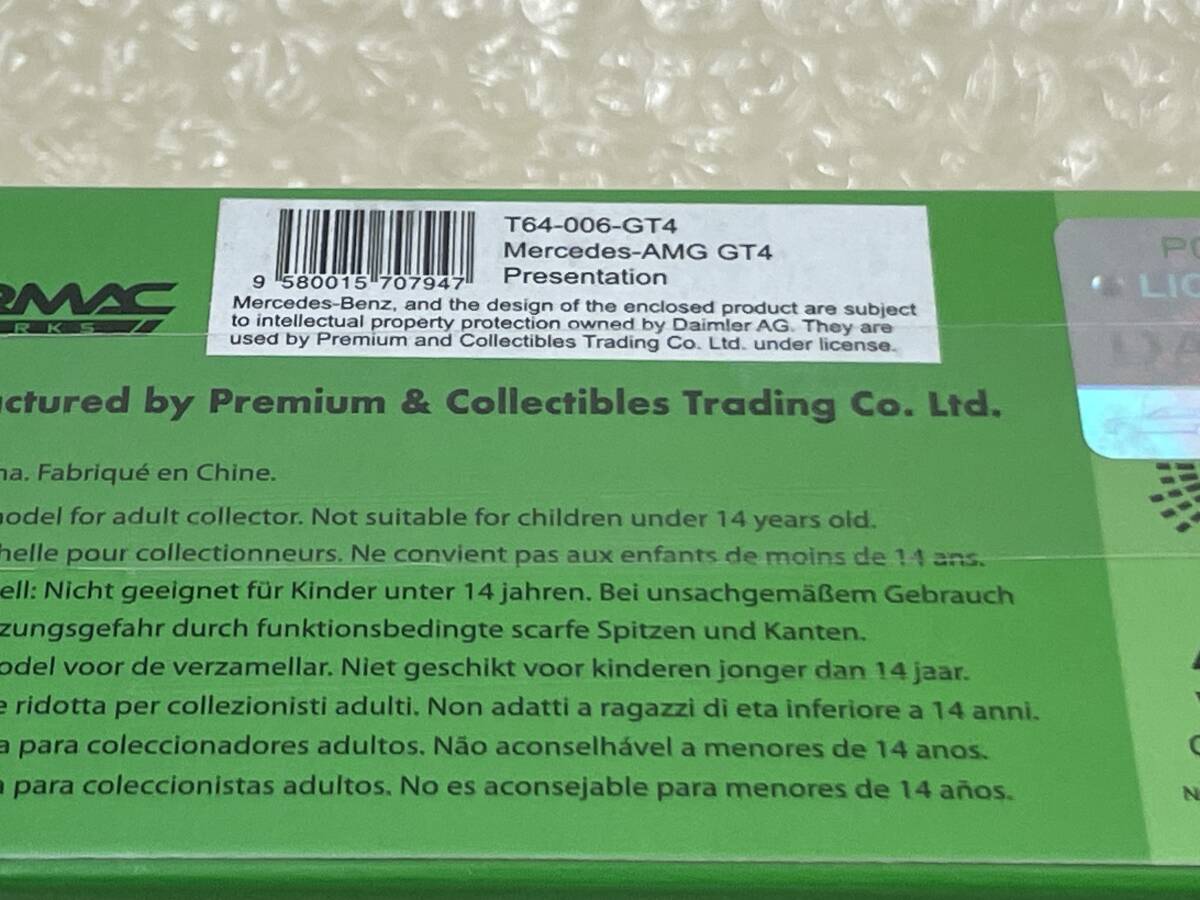 T64-006-GT4
Mercedes-AMG GT4
Presentation
9 580015 707947
Mercedes-Benz, and the design of the enclosed product are subject
to intellectual property protection owned by Daimler AG. They are
used by Premium and Collectibles Trading Co. Ltd. under license.
RMAC
RKS
ctured by Premium & Collectibles Trading Co. Ltd.
na. Fabriqué en Chine.
odel for adult collector. Not suitable for children under 14 years old.
helle pour collectionneurs. Ne convient pas aux enfants de moins de 14 ans.
ell: Nicht geeignet für Kinder unter 14 jahren. Bei unsachgemäßem Gebrauch
zungsgefahr durch funktionsbedingte scarfe Spitzen und Kanten.
odel voor de verzamellar. Niet geschikt voor kinderen jonger dan 14 jaar.
e ridotta per collezionisti adulti. Non adatti a ragazzi di eta inferiore a 14 anni.
a para coleccionadores adultos. Não aconselhável a menores de 14 anos.
a para coleccionistas adultos. No es aconsejable para menores de 14 años.
LIC